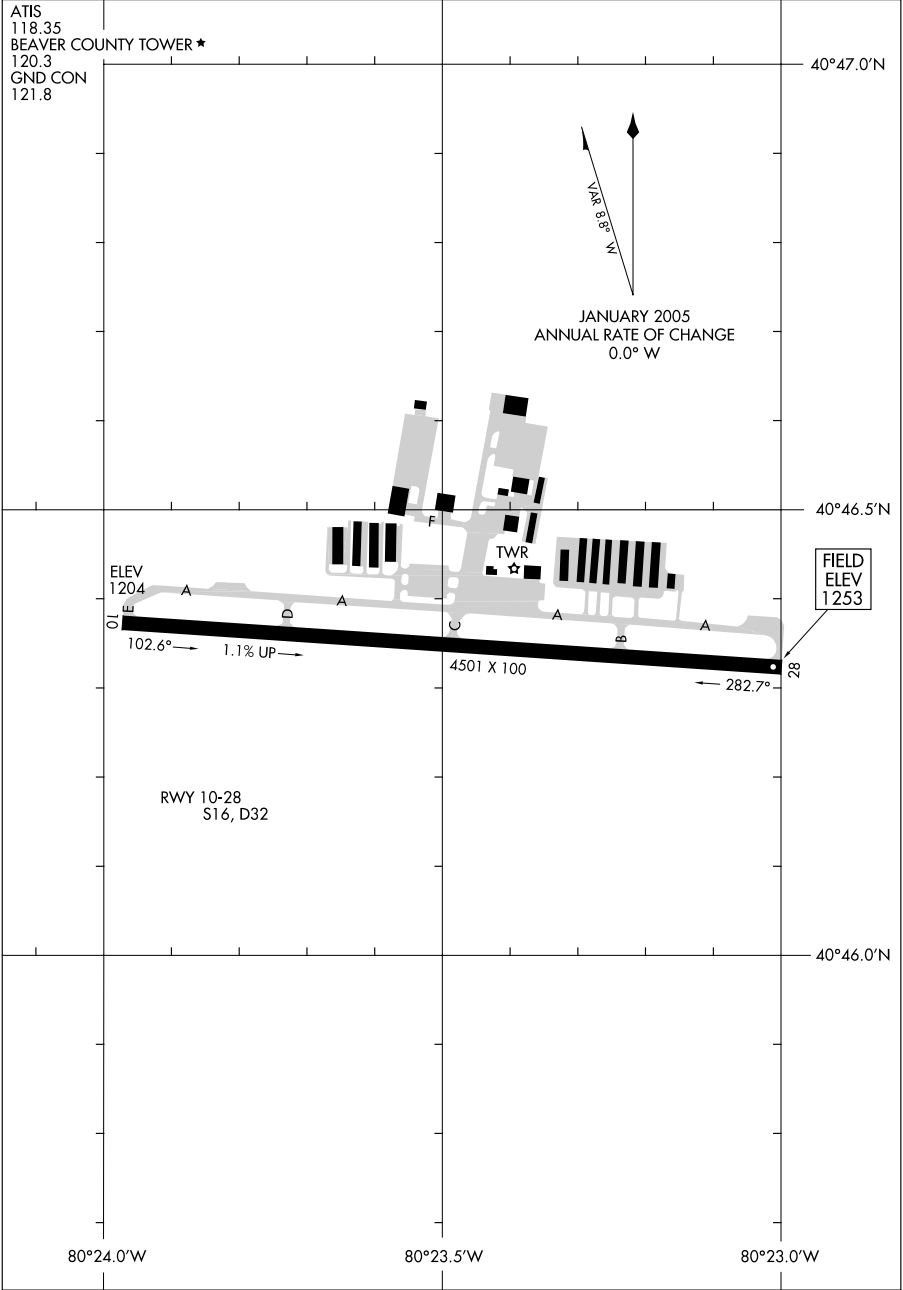 ATIS
118.35
BEAVER COUNTY TOWER ★
120.3
GND CON
121.8
40°47.0'N
VAR 8.8° W
JANUARY 2005
ANNUAL RATE OF CHANGE
0.0° W
40°46.5'N
F
TWR
FIELD
ELEV
1253
ELEV
1204
A
A
A
A
E
D
C
B
10
28
102.6°
1.1% UP
4501 X 100
282.7°
RWY 10-28
S16, D32
40°46.0'N
80°24.0'W
80°23.5'W
80°23.0'W